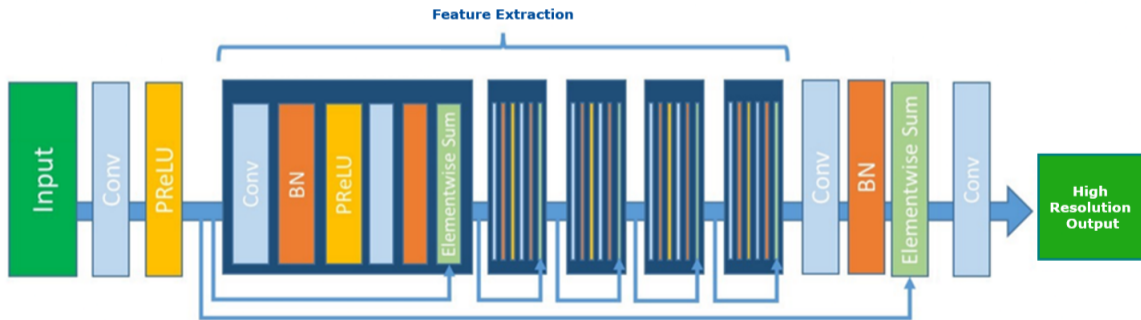 Feature Extraction
Input
Conv
PReLU
Conv
BN
PReLU
Elementwise Sum
Conv
BN
Elementwise Sum
Conv
High
Resolution
Output